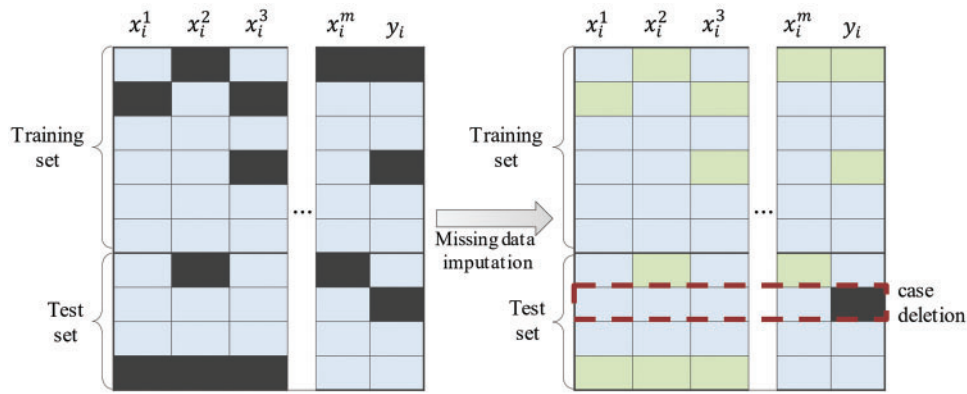 x_i^1 x_i^2 x_i^3 x_i^m y_i
x_i^1 x_i^2 x_i^3 x_i^m y_i
Training
set
...
Test
set
Missing data
imputation
Training
set
...
Test
set
case
deletion